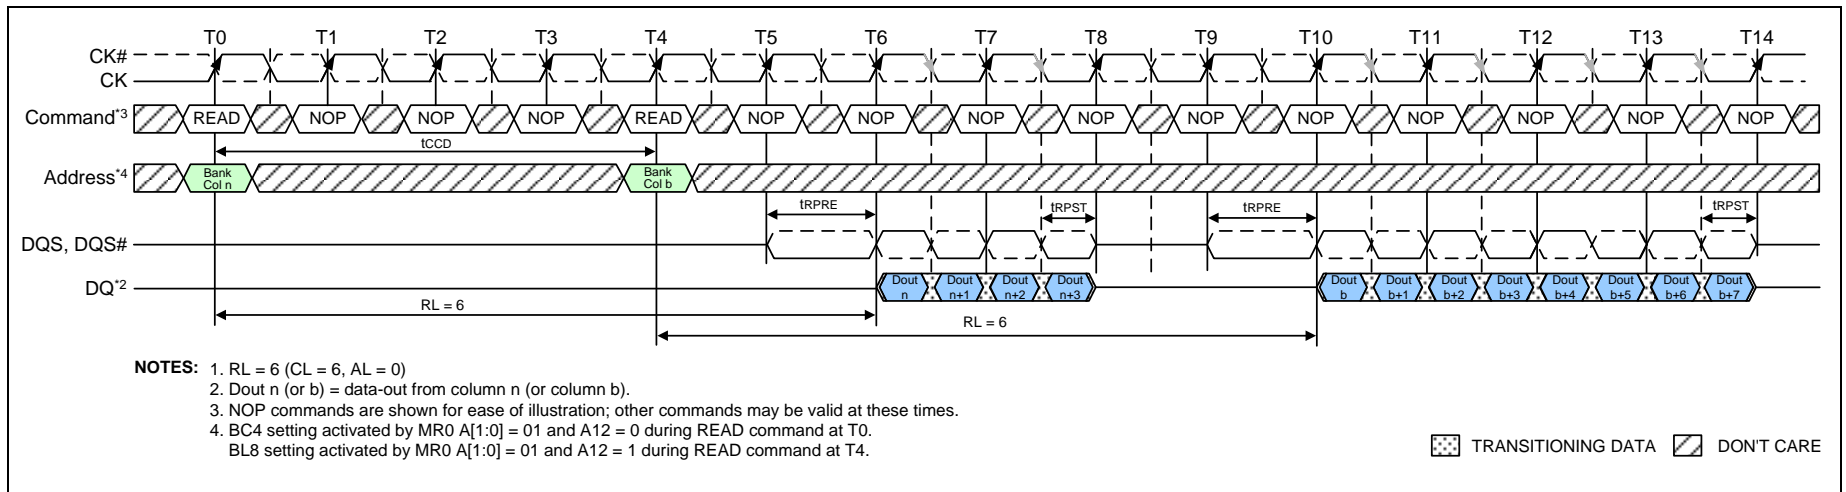 T0 T1 T2 T3 T4 T5 T6 T7 T8 T9 T10 T11 T12 T13 T14
CK#
CK
Command*3 READ NOP NOP NOP READ NOP NOP NOP NOP NOP NOP NOP NOP NOP NOP
tCCD
Address*4 Bank Col n Bank Col b
tRPRE tRPST tRPRE tRPST
DQS, DQS#
DQ*2 Dout n Dout n+1 Dout n+2 Dout n+3 Dout b Dout b+1 Dout b+2 Dout b+3 Dout b+4 Dout b+5 Dout b+6 Dout b+7
RL = 6
RL = 6
NOTES: 1. RL = 6 (CL = 6, AL = 0)
2. Dout n (or b) = data-out from column n (or column b).
3. NOP commands are shown for ease of illustration; other commands may be valid at these times.
4. BC4 setting activated by MR0 A[1:0] = 01 and A12 = 0 during READ command at T0.
BL8 setting activated by MR0 A[1:0] = 01 and A12 = 1 during READ command at T4.
TRANSITIONING DATA DON'T CARE